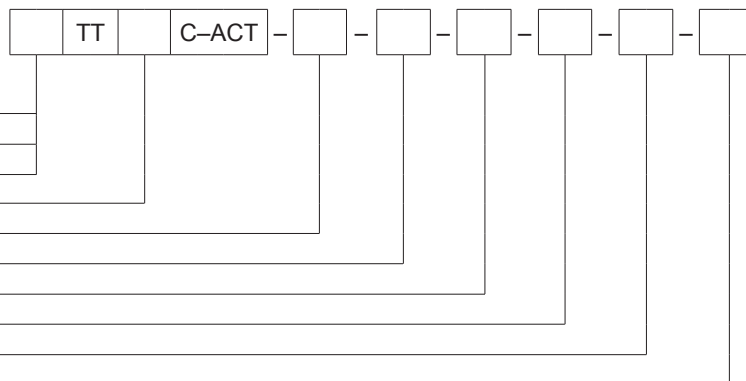 TT C–ACT – – – – – –